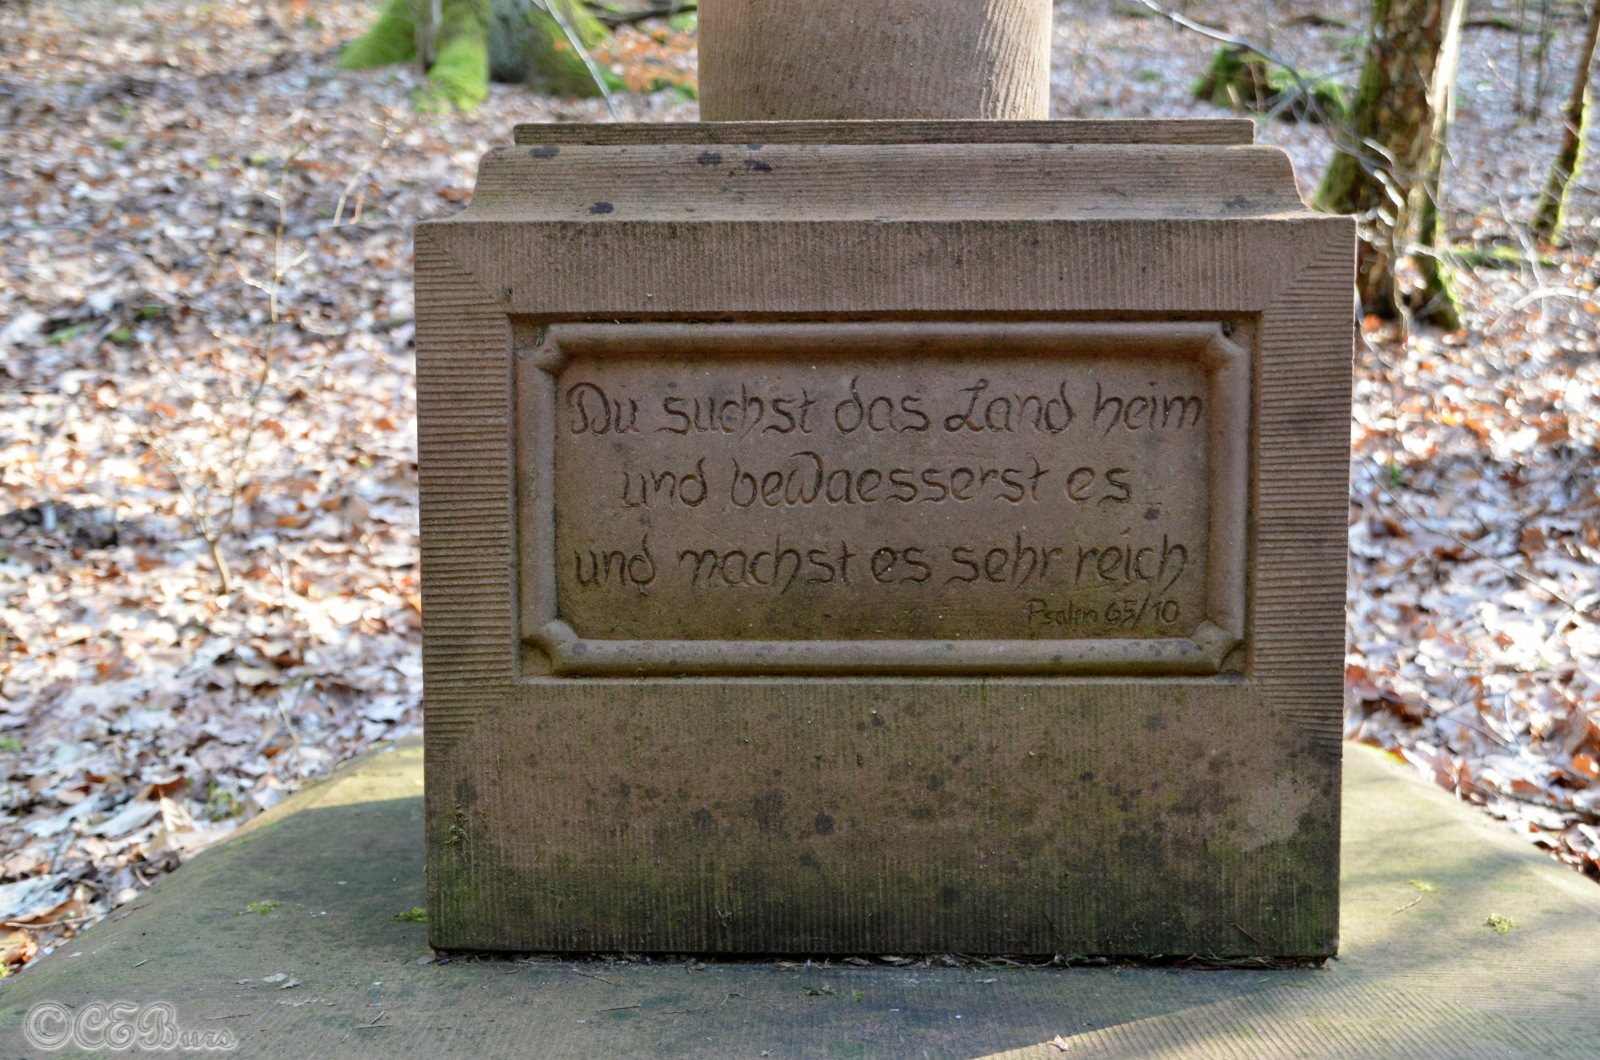 Du suchst das Land heim
und bewaesserst es
und machst es sehr reich
Psalm 65/10
©CEBurs